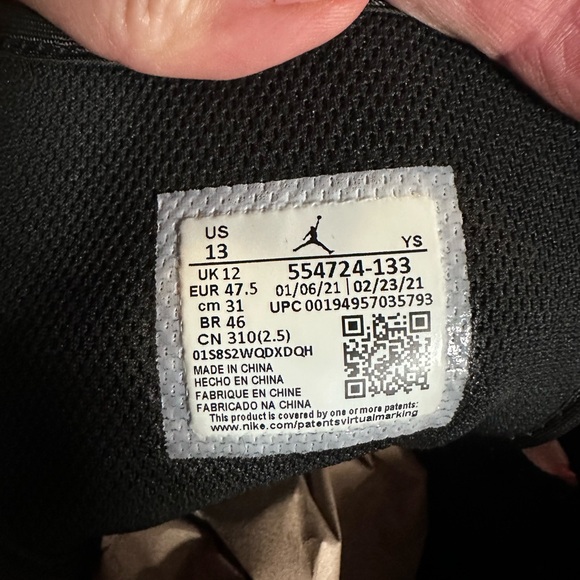 US
13
YS
UK 12
554724-133
EUR 47.5
01/06/21 | 02/23/21
cm 31
UPC 00194957035793
BR 46
CN 310(2.5)
01S8S2WQDXDQH
MADE IN CHINA
HECHO EN CHINA
FABRIQUE EN CHINE
FABRICADO NA CHINA
This product is covered by one or more patents:
www.nike.com/patentsvirtualmarking